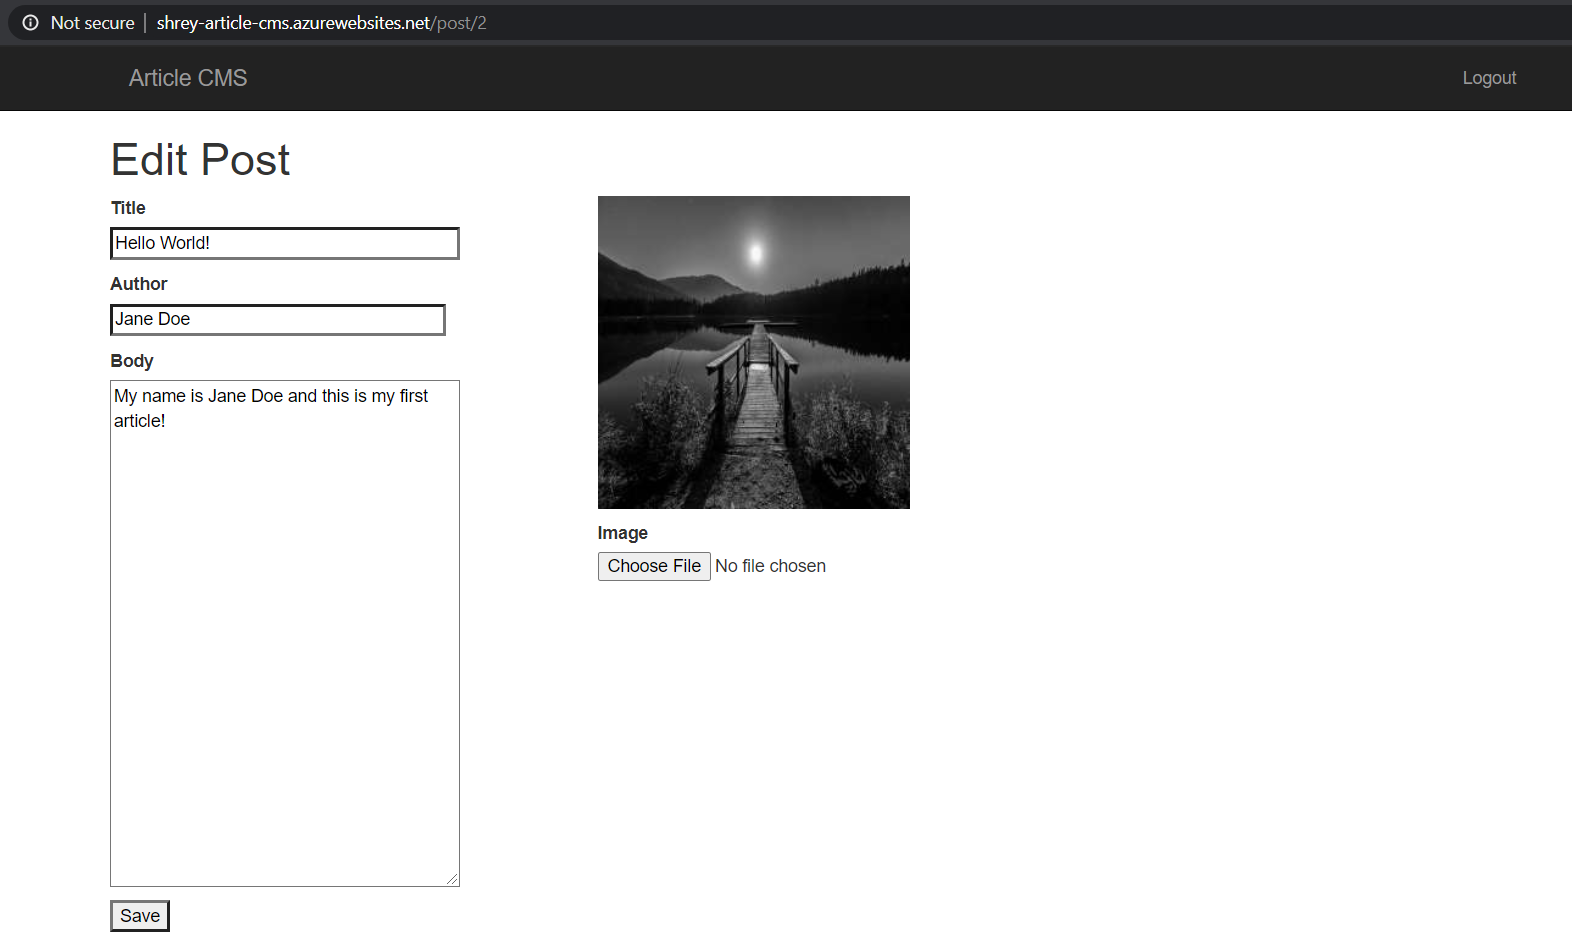 Not secure | shrey-article-cms.azurewebsites.net/post/2
Article CMS
Logout
Edit Post
Title
Hello World!
Author
Jane Doe
Body
My name is Jane Doe and this is my first
article!
Image
Choose File No file chosen
Save